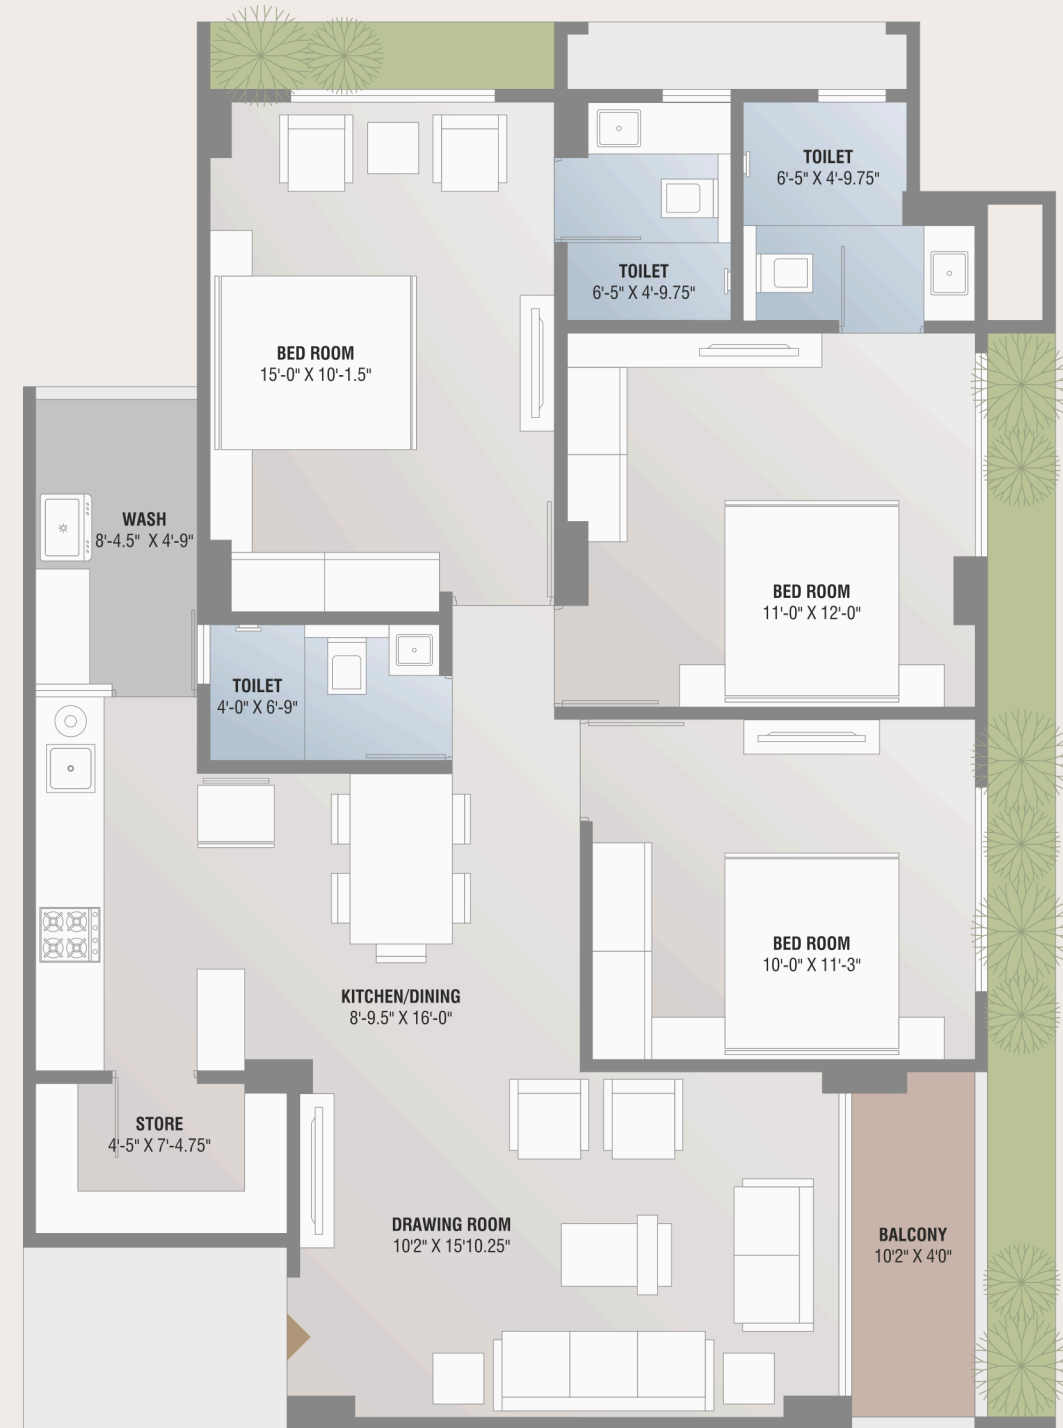 TOILET
6'-5" X 4'-9.75"
TOILET
6'-5" X 4'-9.75"
BED ROOM
15'-0" X 10'-1.5"
WASH
8'-4.5" X 4'-9"
BED ROOM
11'-0" X 12'-0"
TOILET
4'-0" X 6'-9"
BED ROOM
10'-0" X 11'-3"
KITCHEN/DINING
8'-9.5" X 16'-0"
STORE
4'-5" X 7'-4.75"
DRAWING ROOM
10'2" X 15'10.25"
BALCONY
10'2" X 4'0"